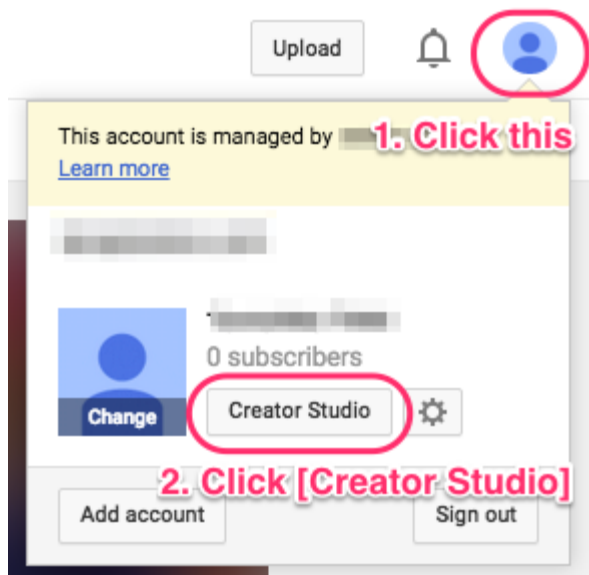 Upload
This account is managed by
1. Click this
Learn more
0 subscribers
Change
Creator Studio
2. Click [Creator Studio]
Add account
Sign out